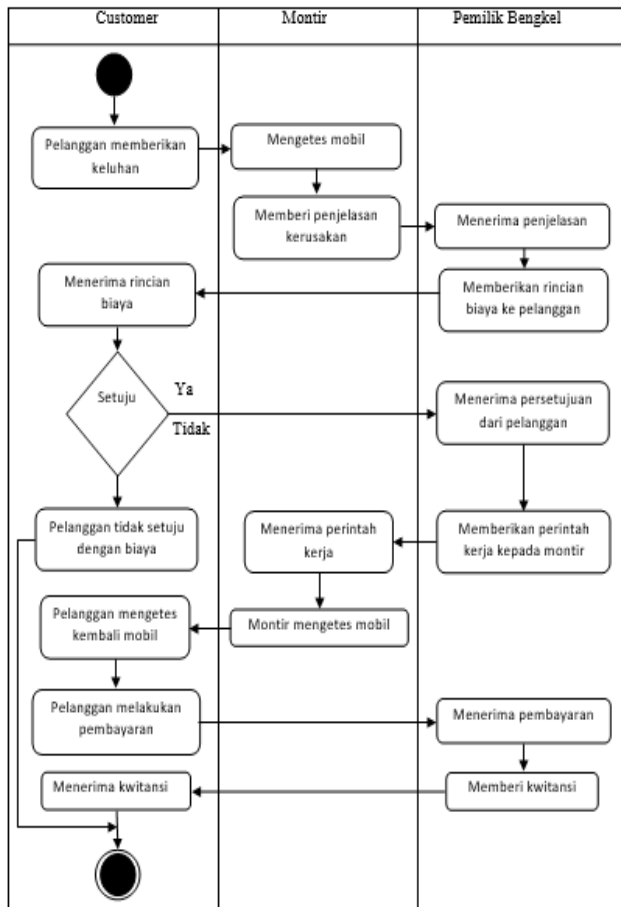 Customer
Montir
Pemilik Bengkel
Pelanggan memberikan
keluhan
Mengetes mobil
Memberi penjelasan
kerusakan
Menerima penjelasan
Menerima rincian
biaya
Memberikan rincian
biaya ke pelanggan
Setuju
Ya
Tidak
Menerima persetujuan
dari pelanggan
Pelanggan tidak setuju
dengan biaya
Menerima perintah
kerja
Memberikan perintah
kerja kepada montir
Pelanggan mengetes
kembali mobil
Montir mengetes mobil
Pelanggan melakukan
pembayaran
Menerima pembayaran
Menerima kwitansi
Memberi kwitansi